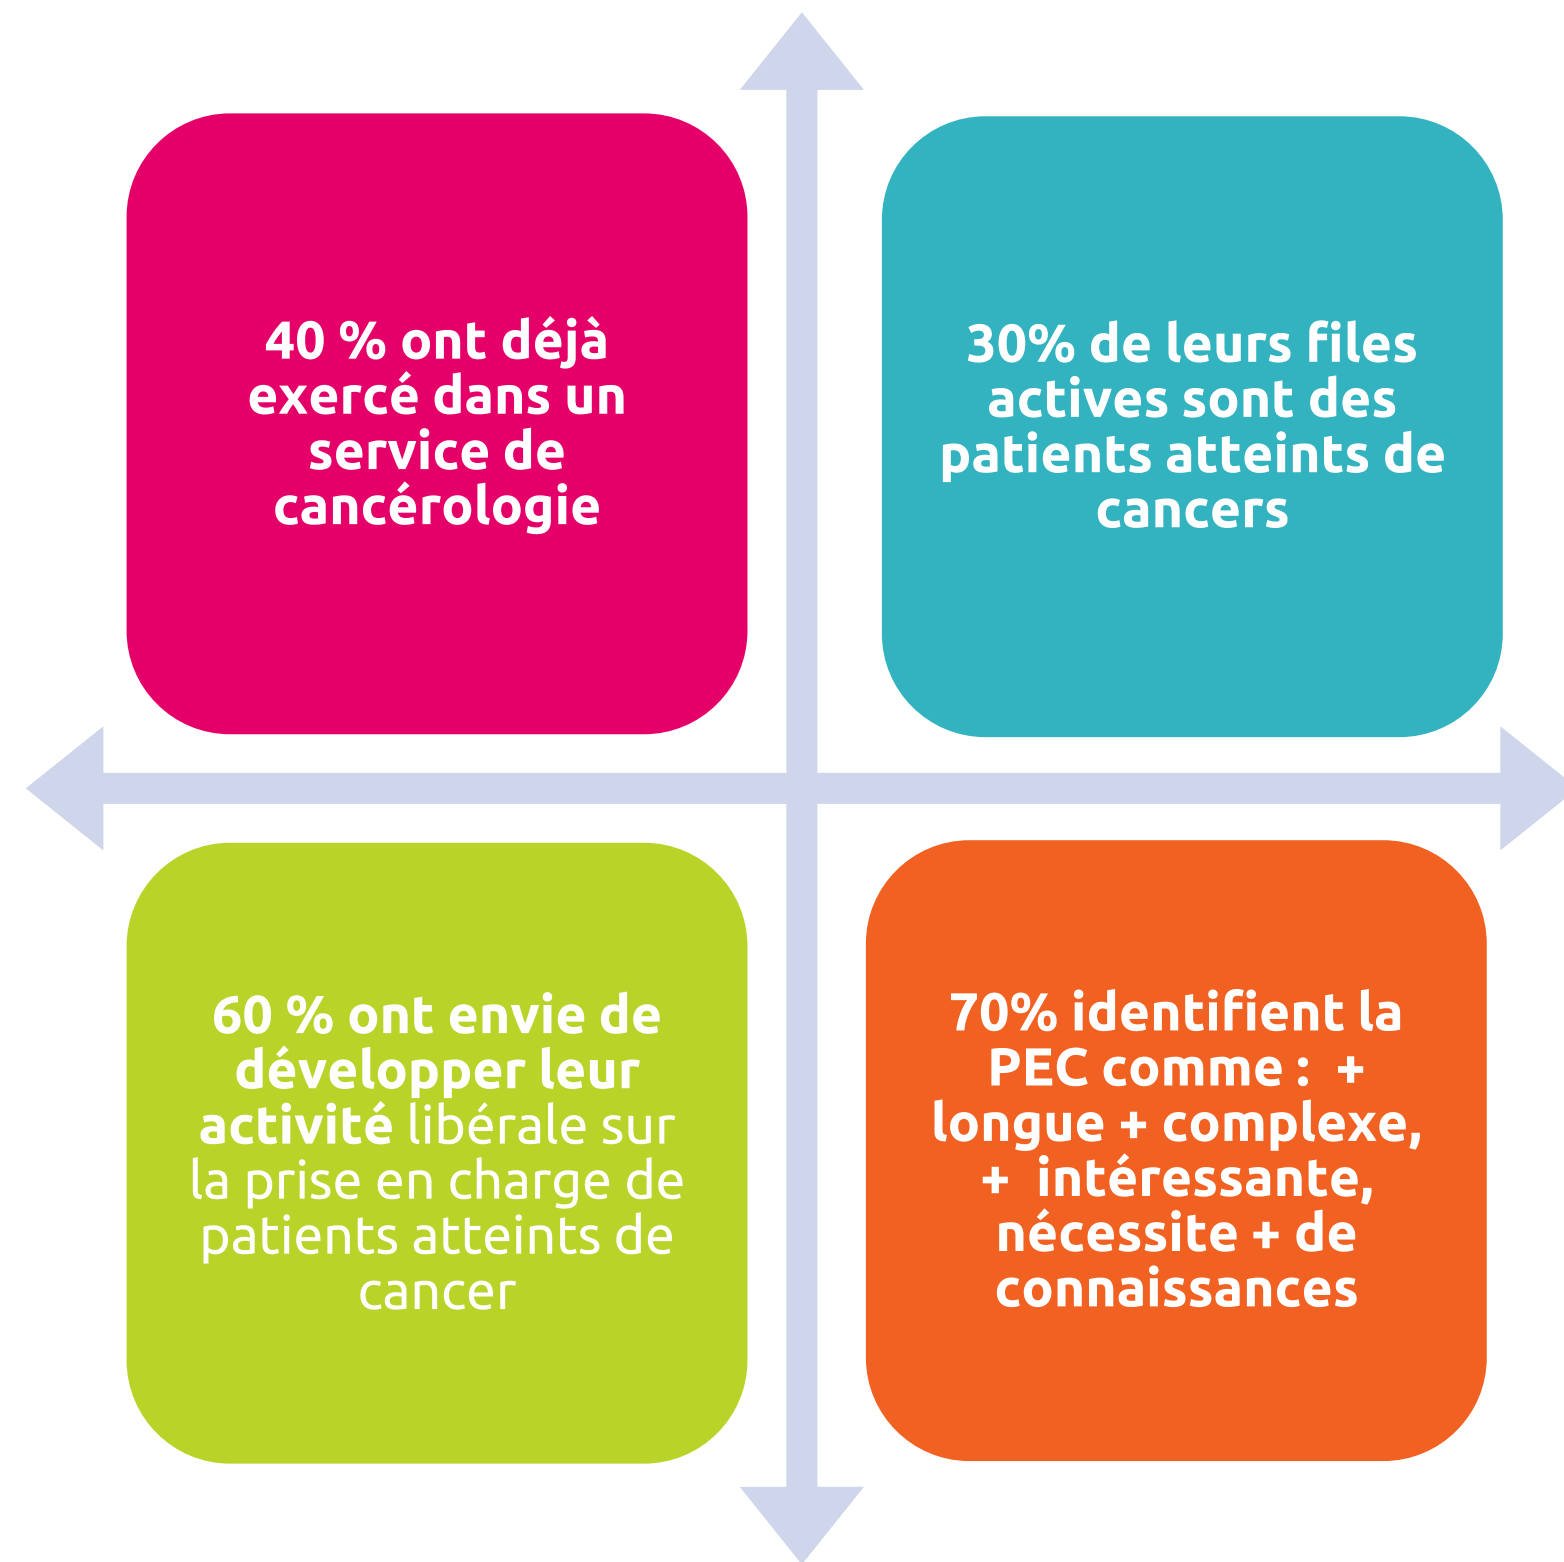 40 % ont déjà
exercé dans un
service de
cancérologie
30% de leurs files
actives sont des
patients atteints de
cancers
60 % ont envie de
développer leur
activité libérale sur
la prise en charge de
patients atteints de
cancer
70% identifient la
PEC comme :  +
longue + complexe,
+  intéressante,
nécessite + de
connaissances